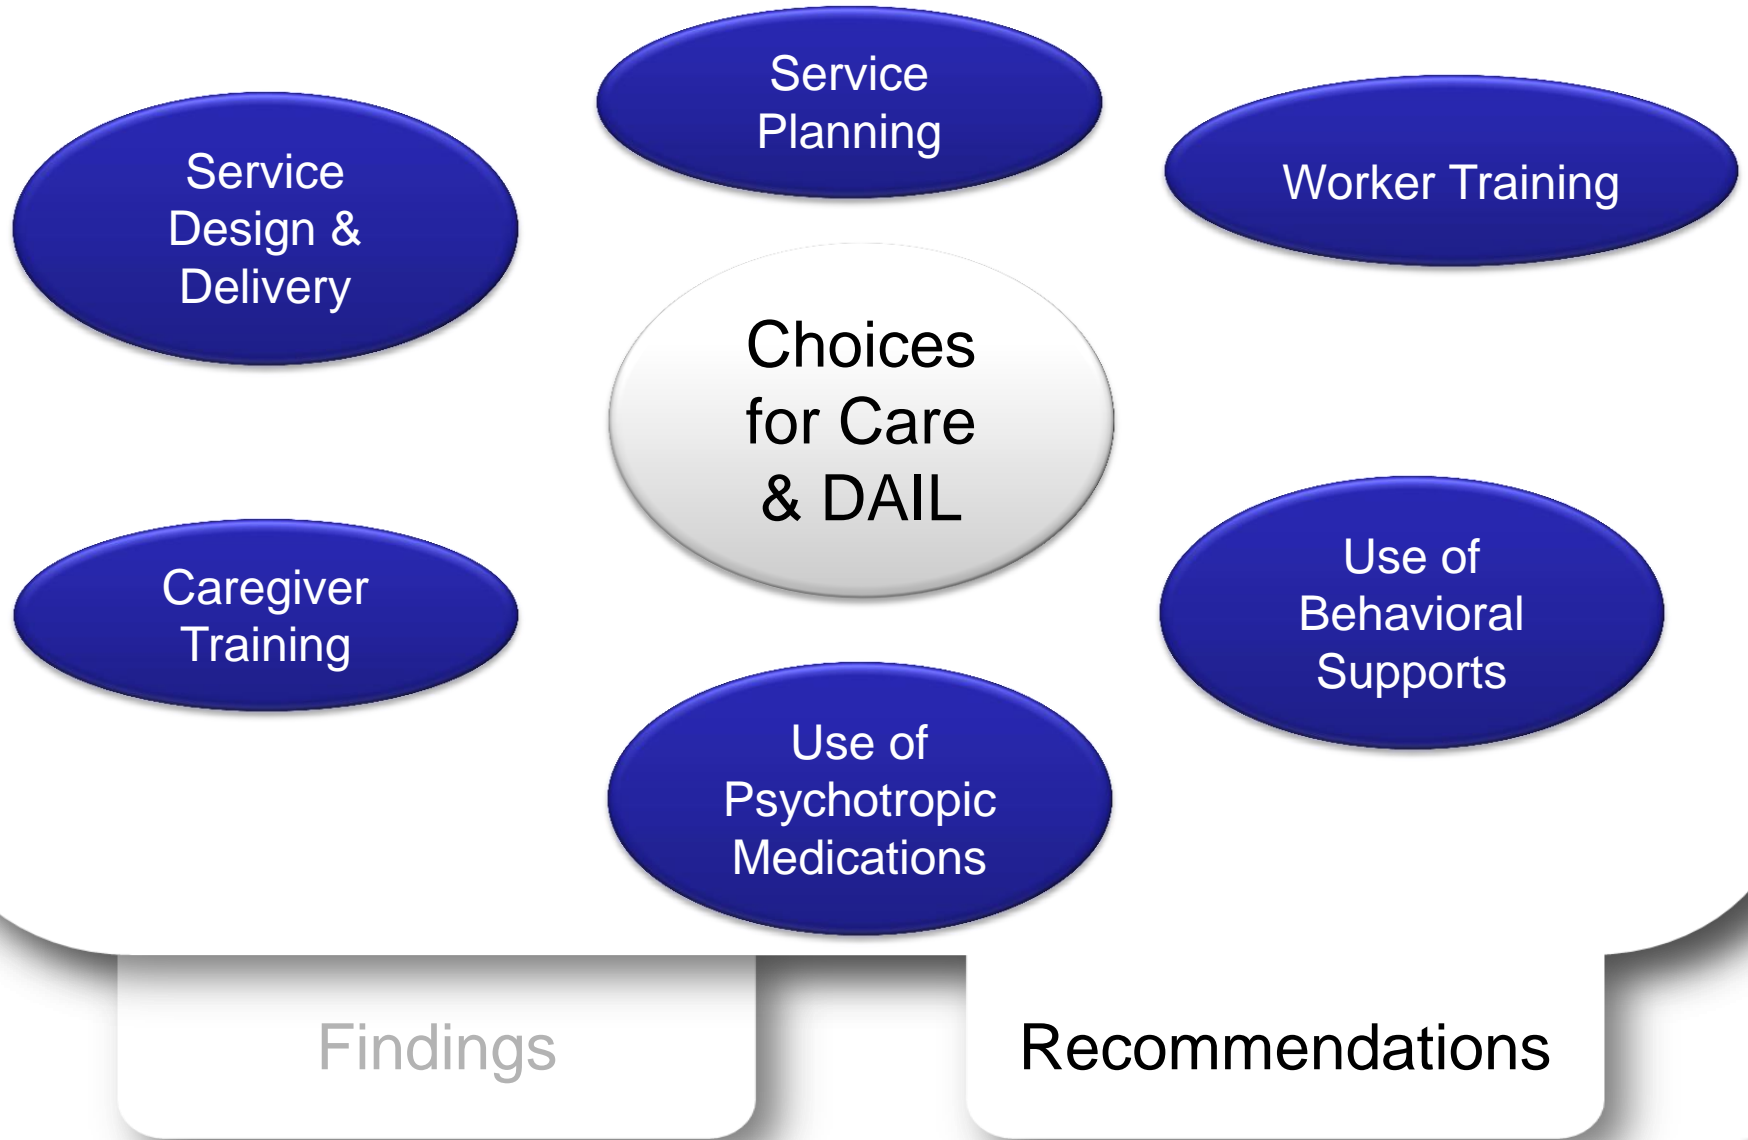 Service
Planning
Service
Design &
Delivery
Worker Training
Choices
for Care
& DAIL
Caregiver
Training
Use of
Behavioral
Supports
Use of
Psychotropic
Medications
Findings
Recommendations